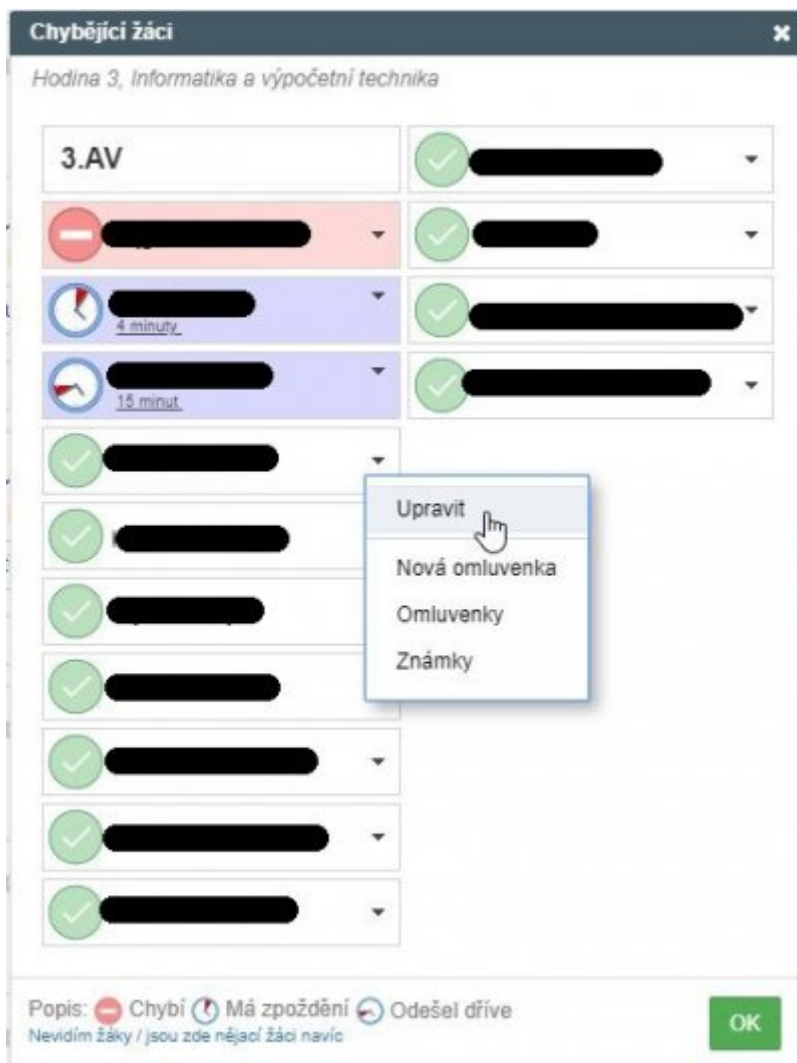 Chybějící žáci
Hodina 3, Informatika a výpočetní technika
3.AV
4 minuty
15 minut
Upravit
Nová omluvenka
Omluvenky
Známky
Popis: Chybí Má zpoždění Odešel dříve
Nevidím žáky / jsou zde nějací žáci navíc
OK